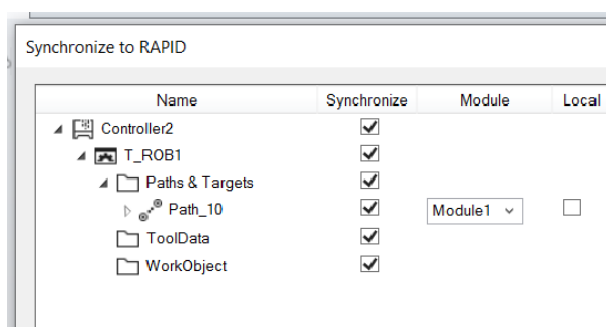 Synchronize to RAPID
Name Synchronize Module Local
Controller2
T_ROB1
Paths & Targets
Path_10 Module1
ToolData
WorkObject